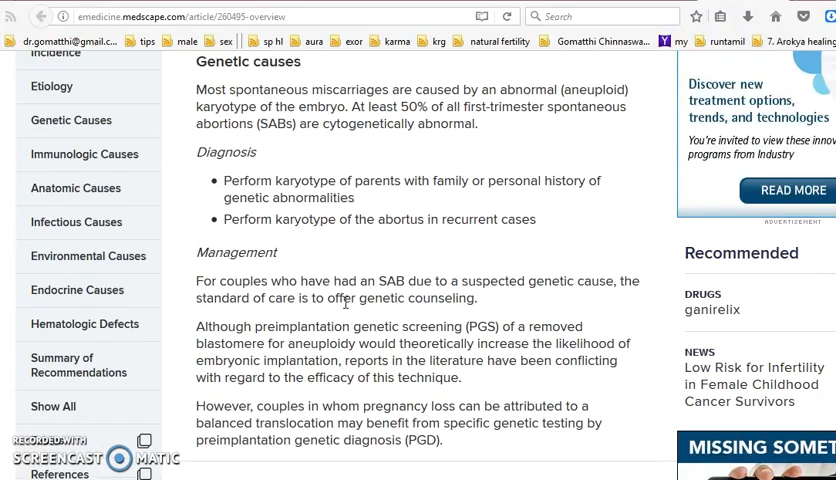 emedicine.medscape.com/article/260495-overview
Search
dr.gomatthi@gmail.c... tips male sex sp hl aura exor karma krg natural fertility Gomatthi Chinnasw... my runtamil 7. Arokya healing
Incidence
Etiology
Genetic Causes
Immunologic Causes
Anatomic Causes
Infectious Causes
Environmental Causes
Endocrine Causes
Hematologic Defects
Summary of
Recommendations
Show All
References
RECORDED WITH
SCREENCAST MATIC
Genetic causes
Most spontaneous miscarriages are caused by an abnormal (aneuploid)
karyotype of the embryo. At least 50% of all first-trimester spontaneous
abortions (SABs) are cytogenetically abnormal.
Diagnosis
• Perform karyotype of parents with family or personal history of
genetic abnormalities
• Perform karyotype of the abortus in recurrent cases
Management
For couples who have had an SAB due to a suspected genetic cause, the
standard of care is to offer genetic counseling.
Although preimplantation genetic screening (PGS) of a removed
blastomere for aneuploidy would theoretically increase the likelihood of
embryonic implantation, reports in the literature have been conflicting
with regard to the efficacy of this technique.
However, couples in whom pregnancy loss can be attributed to a
balanced translocation may benefit from specific genetic testing by
preimplantation genetic diagnosis (PGD).
Discover new
treatment options,
trends, and technologies
You're invited to view these innov
programs from Industry
READ MORE
ADVERTISEMENT
Recommended
DRUGS
ganirelix
NEWS
Low Risk for Infertility
in Female Childhood
Cancer Survivors
MISSING SOMET